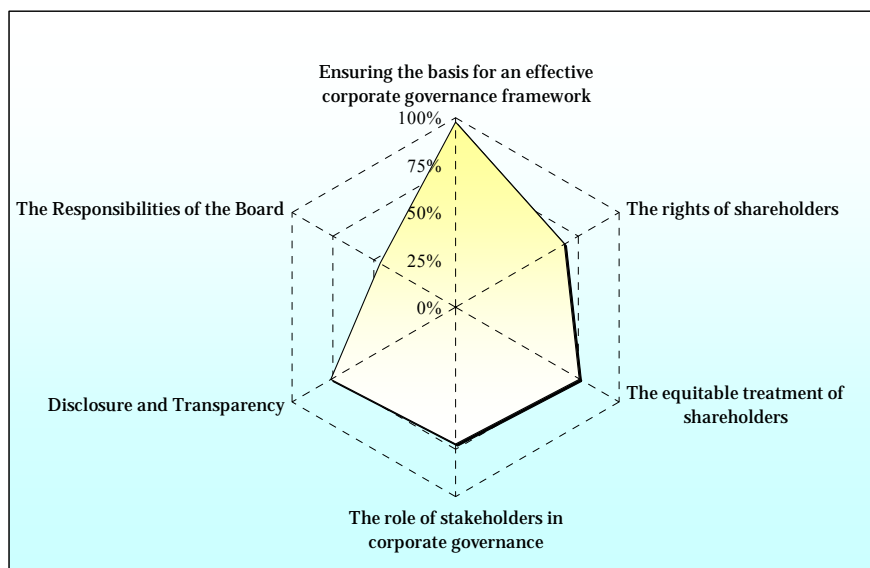 Ensuring the basis for an effective
corporate governance framework
100%
75%
50%
25%
0%
The Responsibilities of the Board
The rights of shareholders
Disclosure and Transparency
The equitable treatment of
shareholders
The role of stakeholders in
corporate governance